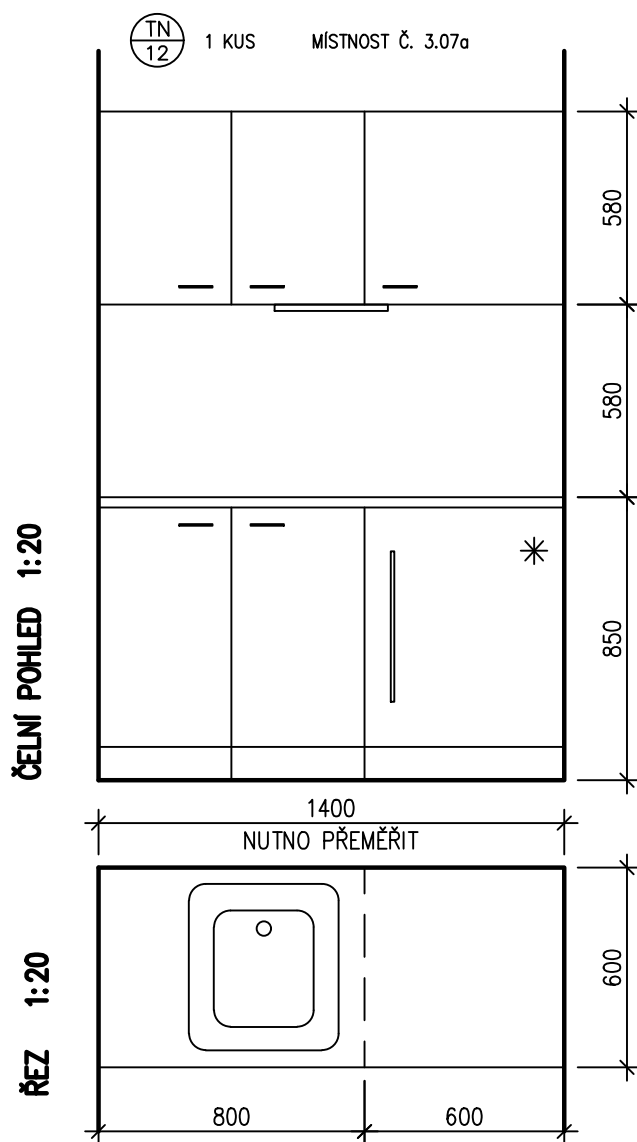 TN
12
1 KUS
MÍSTNOST Č. 3.07a
580
580
850
ČELNÍ POHLED 1:20
1400
NUTNO PŘEMĚŘIT
600
ŘEZ 1:20
800
600